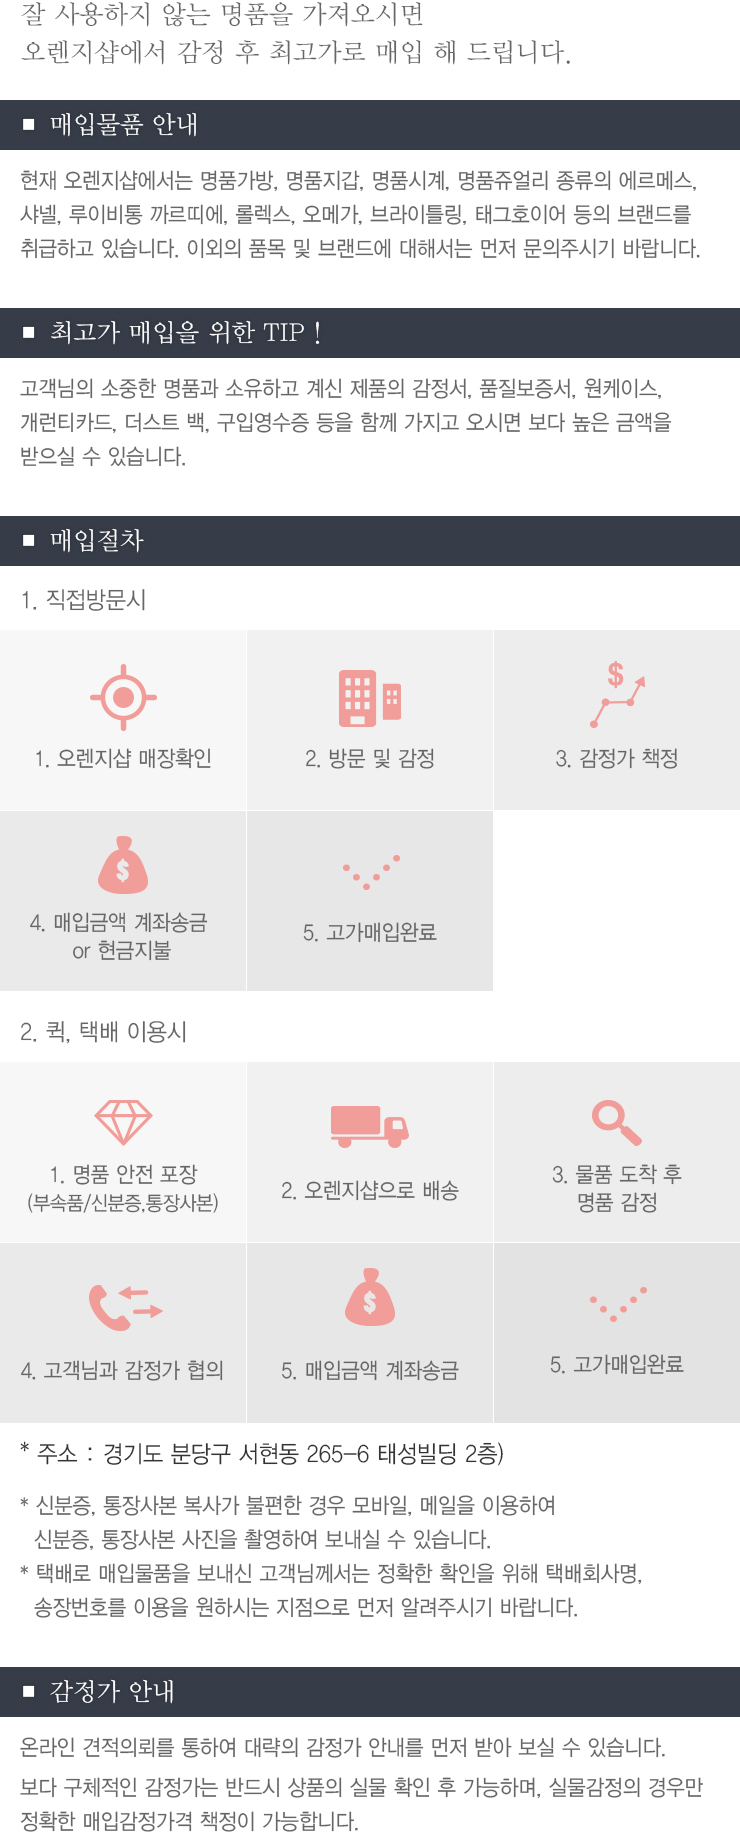 잘 사용하지 않는 명품을 가져오시면
오렌지샵에서 감정 후 최고가로 매입 해 드립니다.
■ 매입물품 안내
현재 오렌지샵에서는 명품가방, 명품지갑, 명품시계, 명품쥬얼리 종류의 에르메스,
샤넬, 루이비통 까르띠에, 롤렉스, 오메가, 브라이틀링, 태그호이어 등의 브랜드를
취급하고 있습니다. 이외의 품목 및 브랜드에 대해서는 먼저 문의주시기 바랍니다.
■ 최고가 매입을 위한 TIP !
고객님의 소중한 명품과 소유하고 계신 제품의 감정서, 품질보증서, 원케이스,
개런티카드, 더스트 백, 구입영수증 등을 함께 가지고 오시면 보다 높은 금액을
받으실 수 있습니다.
■ 매입절차
1. 직접방문시
$
1. 오렌지샵 매장확인
2. 방문 및 감정
3. 감정가 책정
$
4. 매입금액 계좌송금
or 현금지불
5. 고가매입완료
2. 퀵, 택배 이용시
1. 명품 안전 포장
(부속품/신분증,통장사본)
2. 오렌지샵으로 배송
3. 물품 도착 후
명품 감정
$
4. 고객님과 감정가 협의
5. 매입금액 계좌송금
5. 고가매입완료
* 주소 : 경기도 분당구 서현동 265-6 태성빌딩 2층)
* 신분증, 통장사본 복사가 불편한 경우 모바일, 메일을 이용하여
신분증, 통장사본 사진을 촬영하여 보내실 수 있습니다.
* 택배로 매입물품을 보내신 고객님께서는 정확한 확인을 위해 택배회사명,
송장번호를 이용을 원하시는 지점으로 먼저 알려주시기 바랍니다.
■ 감정가 안내
온라인 견적의뢰를 통하여 대략의 감정가 안내를 먼저 받아 보실 수 있습니다.
보다 구체적인 감정가는 반드시 상품의 실물 확인 후 가능하며, 실물감정의 경우만
정확한 매입감정가격 책정이 가능합니다.